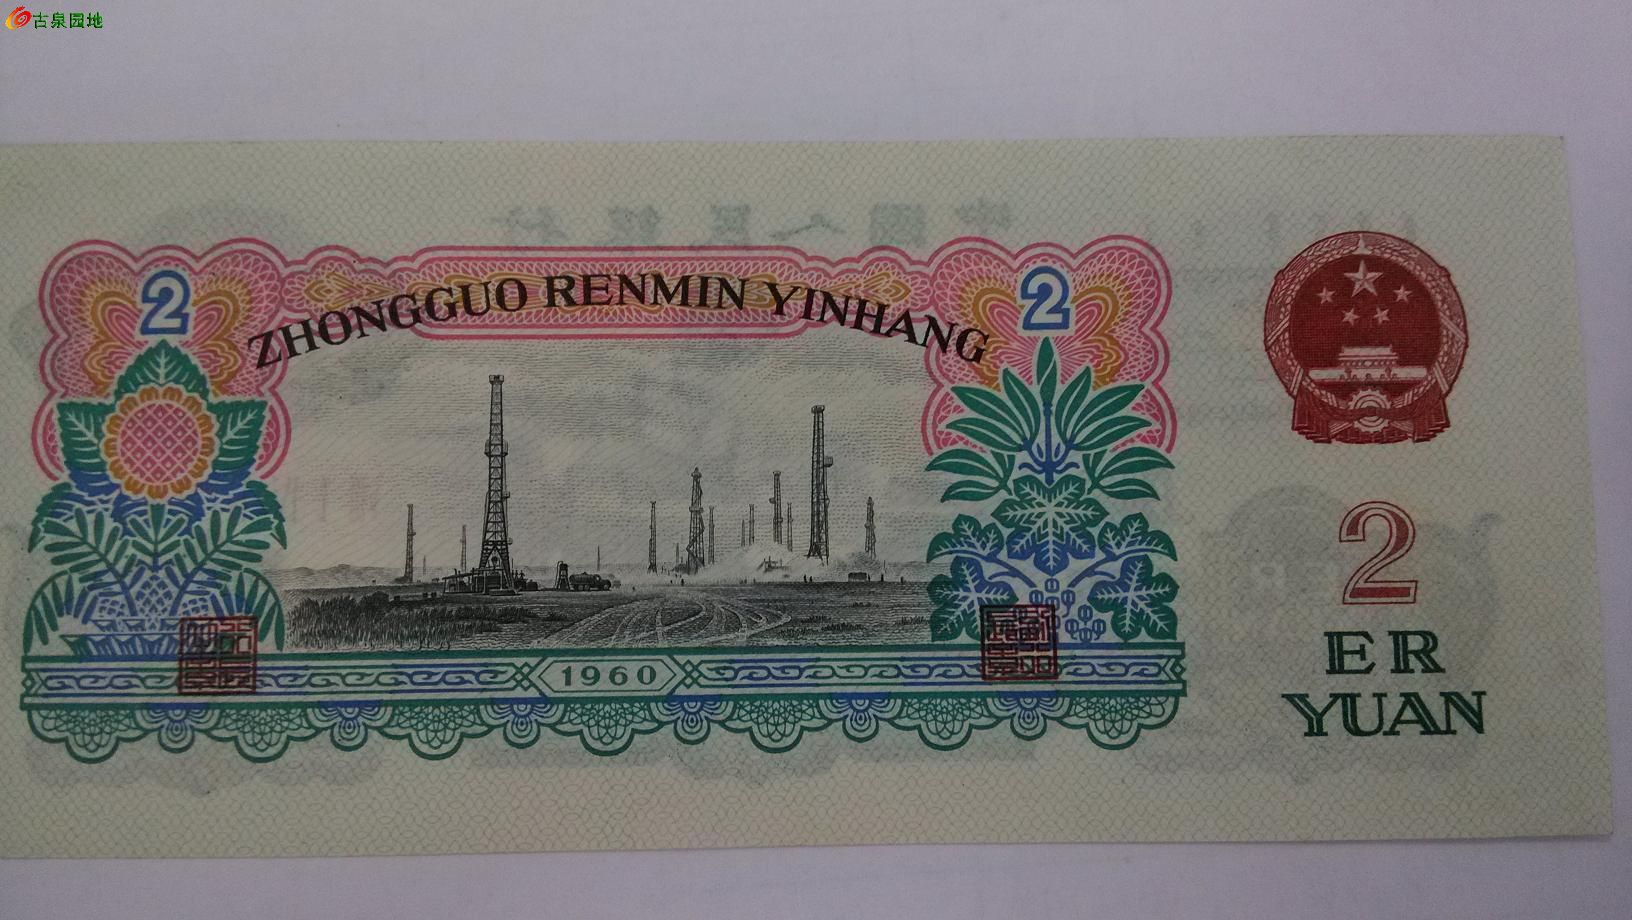 古泉园地
2
ZHONGGUO RENMIN YINHANG
2
1960
2
ER
YUAN